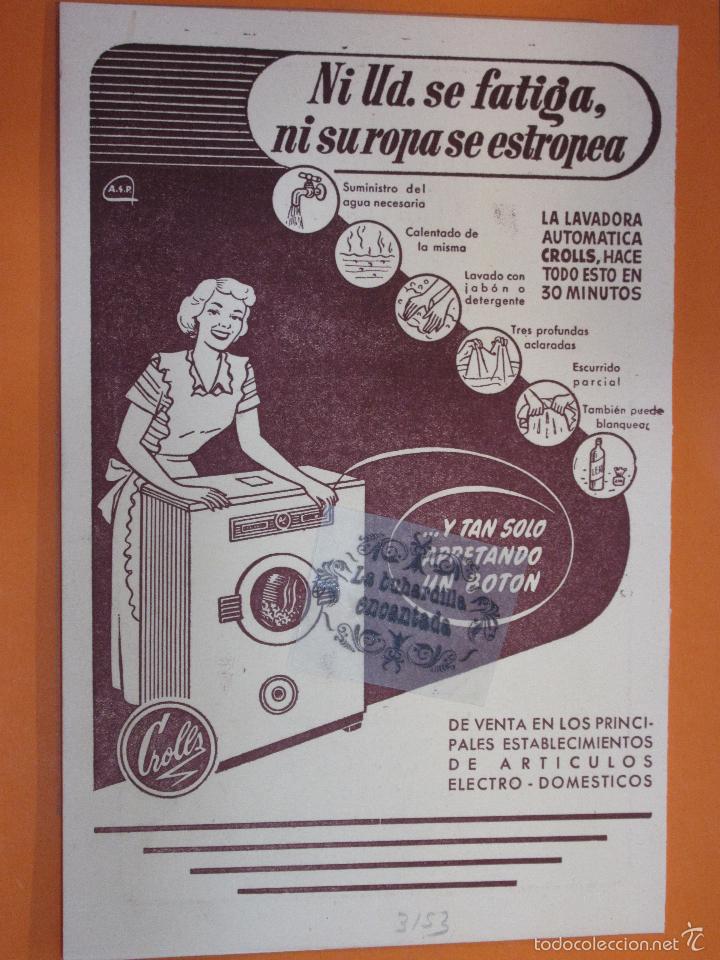 Ni Ud. se fatiga,
ni su ropa se estropea
A.S.P.
Suministro del
agua necesaria
Calentado de
la misma
Lavado con
jabón o
detergente
Tres profundas
aclaradas
Escurrido
parcial
También puede
blanquear
LA LAVADORA
AUTOMATICA
CROLLS, HACE
TODO ESTO EN
30 MINUTOS
...Y TAN SOLO
APRETANDO
UN BOTON
La buhardilla
encantada
Crolls
DE VENTA EN LOS PRINCI-
PALES ESTABLECIMIENTOS
DE ARTICULOS
ELECTRO - DOMESTICOS
3153
todocoleccion.net